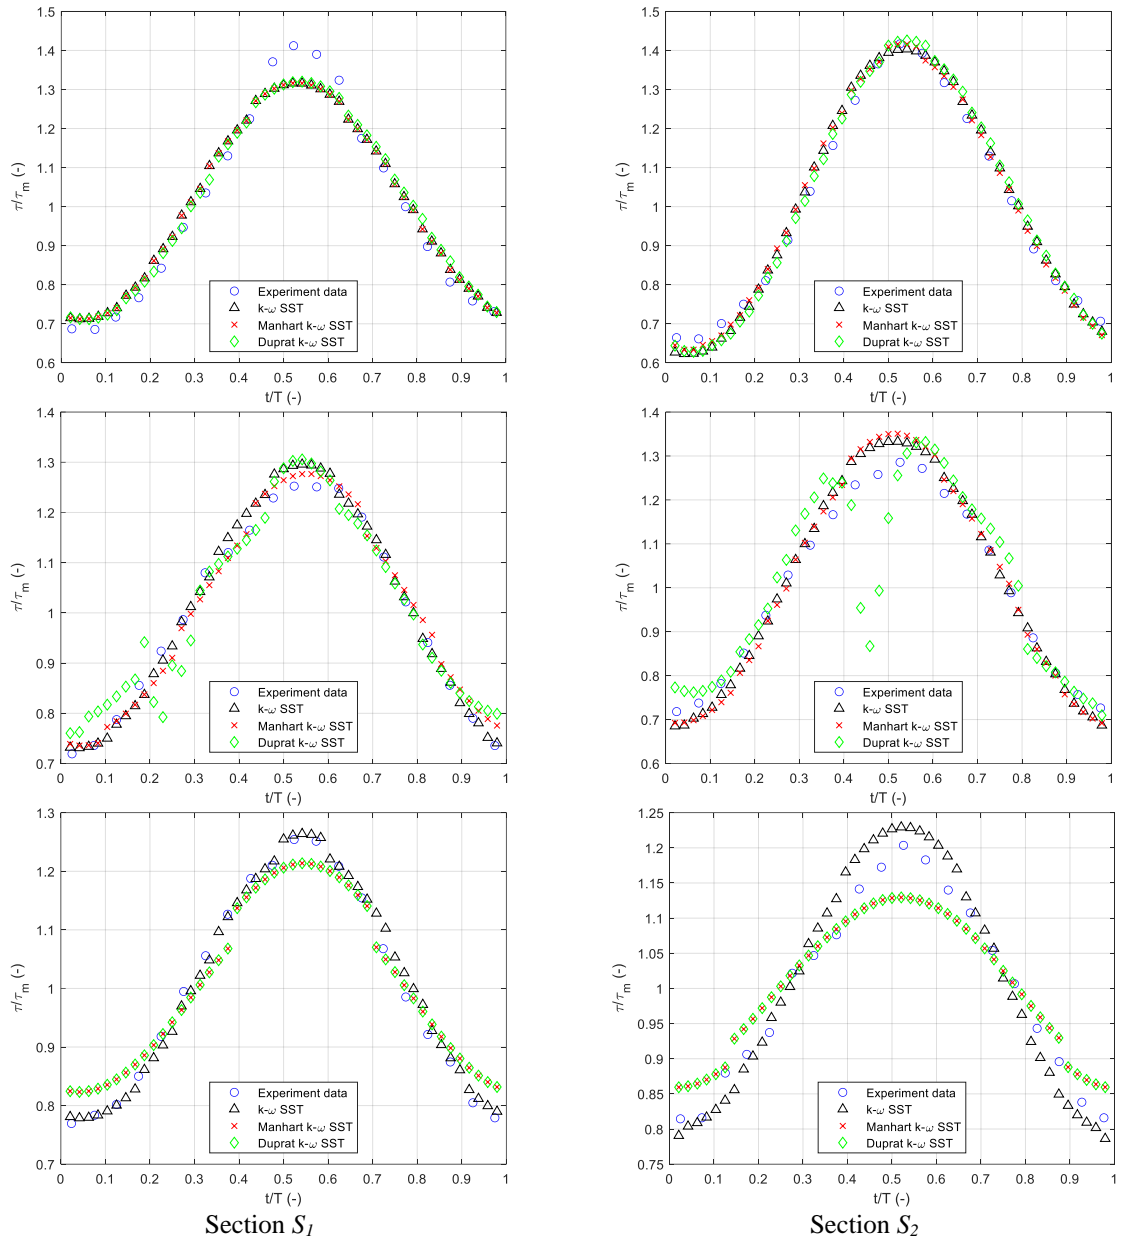 1.5
1.4
1.3
1.2
1.1
1
0.9
0.8
0.7
0.6
τ/τm (-)
0 0.1 0.2 0.3 0.4 0.5 0.6 0.7 0.8 0.9 1
t/T (-)
Experiment data
k-ω SST
Manhart k-ω SST
Duprat k-ω SST
1.5
1.4
1.3
1.2
1.1
1
0.9
0.8
0.7
0.6
τ/τm (-)
0 0.1 0.2 0.3 0.4 0.5 0.6 0.7 0.8 0.9 1
t/T (-)
Experiment data
k-ω SST
Manhart k-ω SST
Duprat k-ω SST
1.4
1.3
1.2
1.1
1
0.9
0.8
0.7
τ/τm (-)
0 0.1 0.2 0.3 0.4 0.5 0.6 0.7 0.8 0.9 1
t/T (-)
Experiment data
k-ω SST
Manhart k-ω SST
Duprat k-ω SST
1.4
1.3
1.2
1.1
1
0.9
0.8
0.7
0.6
τ/τm (-)
0 0.1 0.2 0.3 0.4 0.5 0.6 0.7 0.8 0.9 1
t/T (-)
Experiment data
k-ω SST
Manhart k-ω SST
Duprat k-ω SST
1.3
1.2
1.1
1
0.9
0.8
0.7
τ/τm (-)
0 0.1 0.2 0.3 0.4 0.5 0.6 0.7 0.8 0.9 1
t/T (-)
Experiment data
k-ω SST
Manhart k-ω SST
Duprat k-ω SST
1.25
1.2
1.15
1.1
1.05
1
0.95
0.9
0.85
0.8
0.75
τ/τm (-)
0 0.1 0.2 0.3 0.4 0.5 0.6 0.7 0.8 0.9 1
t/T (-)
Experiment data
k-ω SST
Manhart k-ω SST
Duprat k-ω SST
Section S1
Section S2